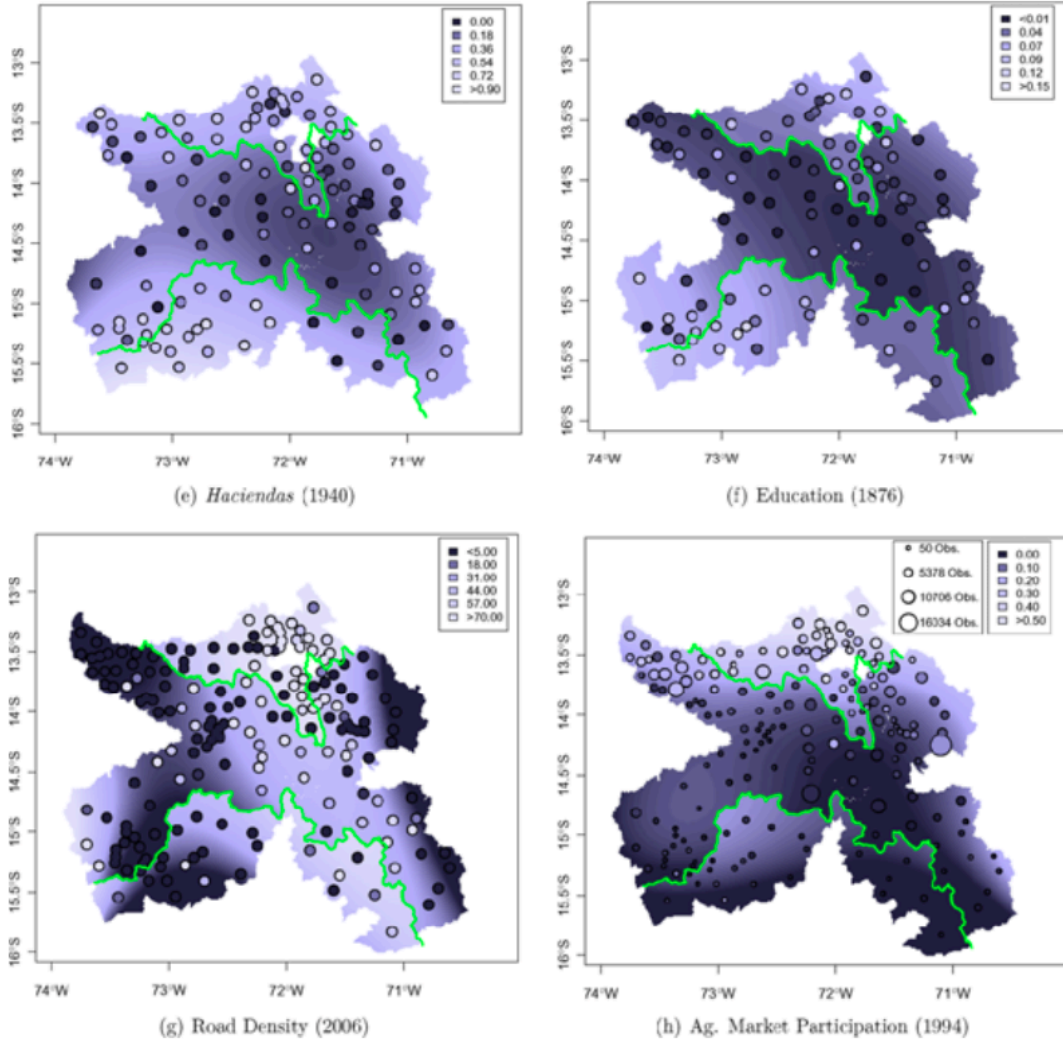 0.00
0.18
0.36
0.54
0.72
>0.90
13°S
13.5°S
14°S
14.5°S
15°S
15.5°S
16°S
74°W
73°W
72°W
71°W
(e) Haciendas (1940)
<0.01
0.04
0.07
0.09
0.12
>0.15
13°S
13.5°S
14°S
14.5°S
15°S
15.5°S
16°S
74°W
73°W
72°W
71°W
(f) Education (1876)
<5.00
18.00
31.00
44.00
57.00
>70.00
13°S
13.5°S
14°S
14.5°S
15°S
15.5°S
16°S
74°W
73°W
72°W
71°W
(g) Road Density (2006)
50 Obs.
5378 Obs.
10706 Obs.
16034 Obs.
0.00
0.10
0.20
0.30
0.40
>0.50
13°S
13.5°S
14°S
14.5°S
15°S
15.5°S
16°S
74°W
73°W
72°W
71°W
(h) Ag. Market Participation (1994)